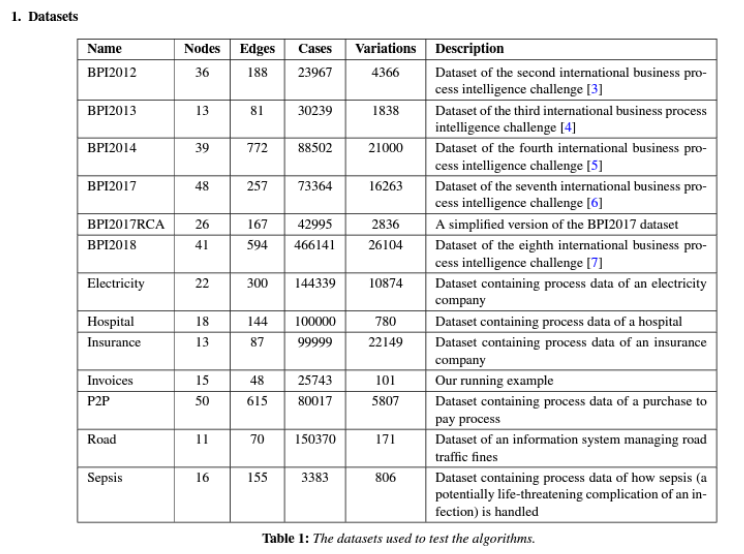 1. Datasets
Name Nodes Edges Cases Variations Description
BPI2012 36 188 23967 4366 Dataset of the second international business pro-
cess intelligence challenge [3]
BPI2013 13 81 30239 1838 Dataset of the third international business process
intelligence challenge [4]
BPI2014 39 772 88502 21000 Dataset of the fourth international business pro-
cess intelligence challenge [5]
BPI2017 48 257 73364 16263 Dataset of the seventh international business pro-
cess intelligence challenge [6]
BPI2017RCA 26 167 42995 2836 A simplified version of the BPI2017 dataset
BPI2018 41 594 466141 26104 Dataset of the eighth international business pro-
cess intelligence challenge [7]
Electricity 22 300 144339 10874 Dataset containing process data of an electricity
company
Hospital 18 144 100000 780 Dataset containing process data of a hospital
Insurance 13 87 99999 22149 Dataset containing process data of an insurance
company
Invoices 15 48 25743 101 Our running example
P2P 50 615 80017 5807 Dataset containing process data of a purchase to
pay process
Road 11 70 150370 171 Dataset of an information system managing road
traffic fines
Sepsis 16 155 3383 806 Dataset containing process data of how sepsis (a
potentially life-threatening complication of an in-
fection) is handled
Table 1: The datasets used to test the algorithms.